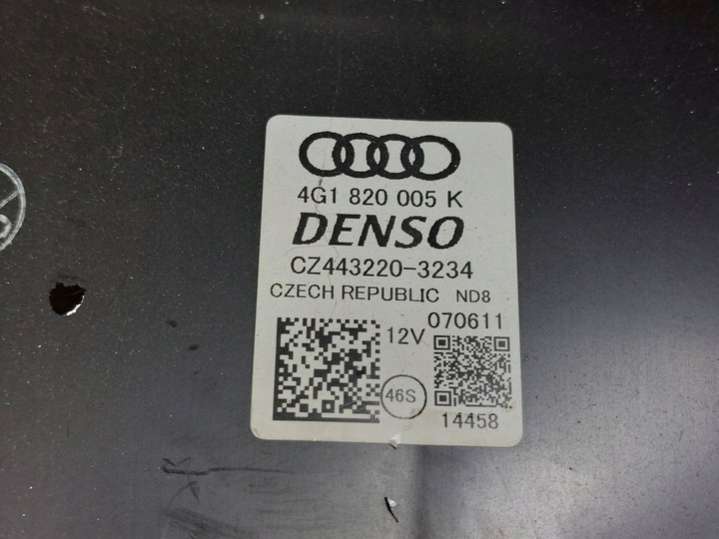 4G1 820 005 K
DENSO
CZ443220-3234
CZECH REPUBLIC ND8
12V 070611
46S
14458